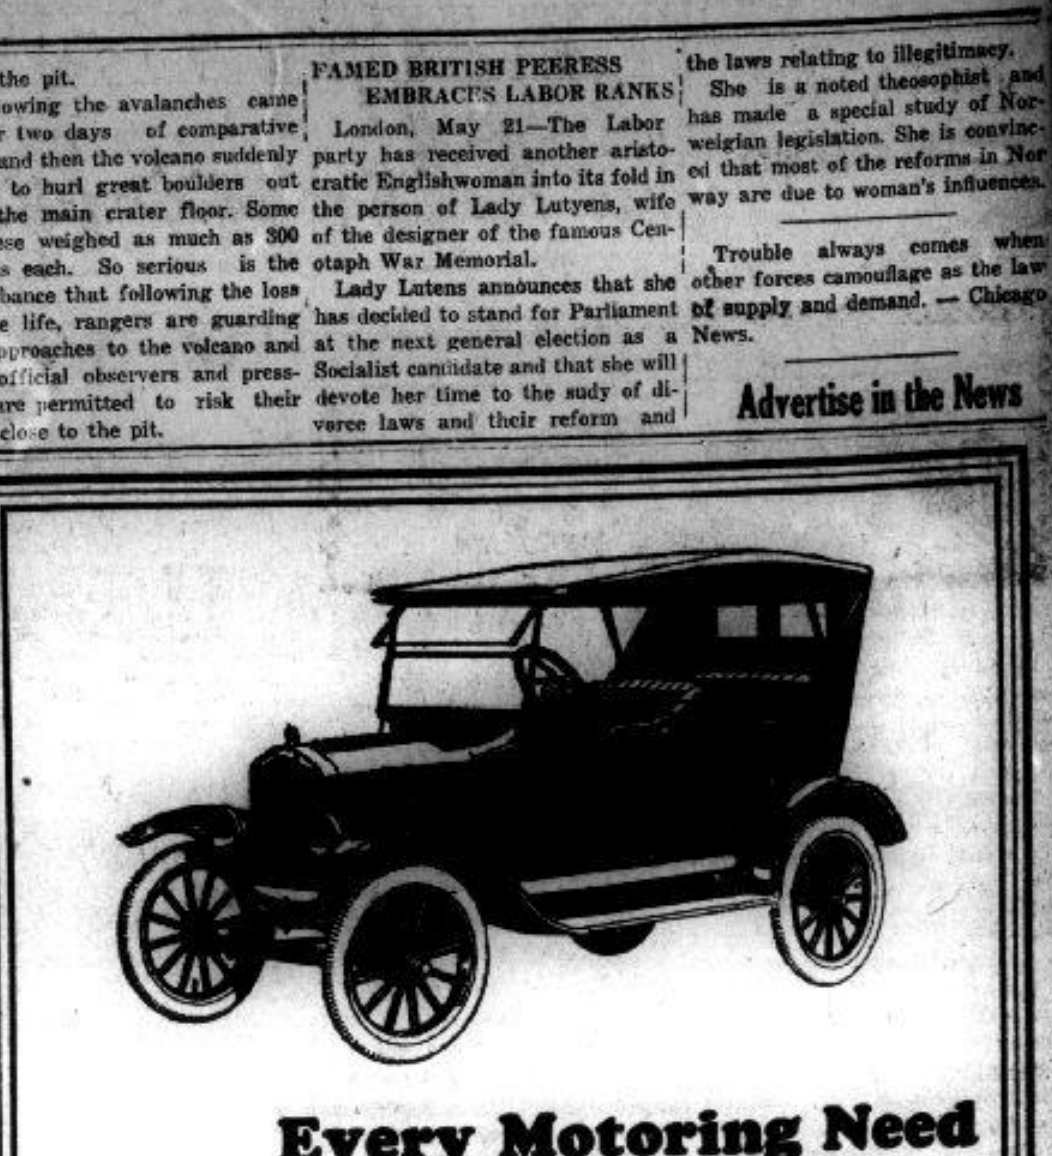 the pit.
owing the avalanches came
r two days of comparative
and then the volcano suddenly
to hurl great boulders out
the main crater floor. Some
ese weighed as much as 300
s each. So serious is the
bance that following the loss
e life, rangers are guarding
pproaches to the volcano and
official observers and press-
are permitted to risk their
close to the pit.
FAMED BRITISH PEERESS
EMBRACES LABOR RANKS
London, May 21—The Labor
party has received another aristo-
cratic Englishwoman into its fold in
the person of Lady Lutyens, wife
of the designer of the famous Cen-
otaph War Memorial.
Lady Lutens announces that she
has decided to stand for Parliament
at the next general election as a
Socialist candidate and that she will
devote her time to the sudy of di-
vorce laws and their reform and
the laws relating to illegitimacy.
She is a noted theosophist and
has made a special study of Nor-
weigian legislation. She is convinc-
ed that most of the reforms in Nor
way are due to woman's influences.
Trouble always comes when
other forces camouflage as the law
of supply and demand. — Chicago
News.
Advertise in the News
Every Motoring Need